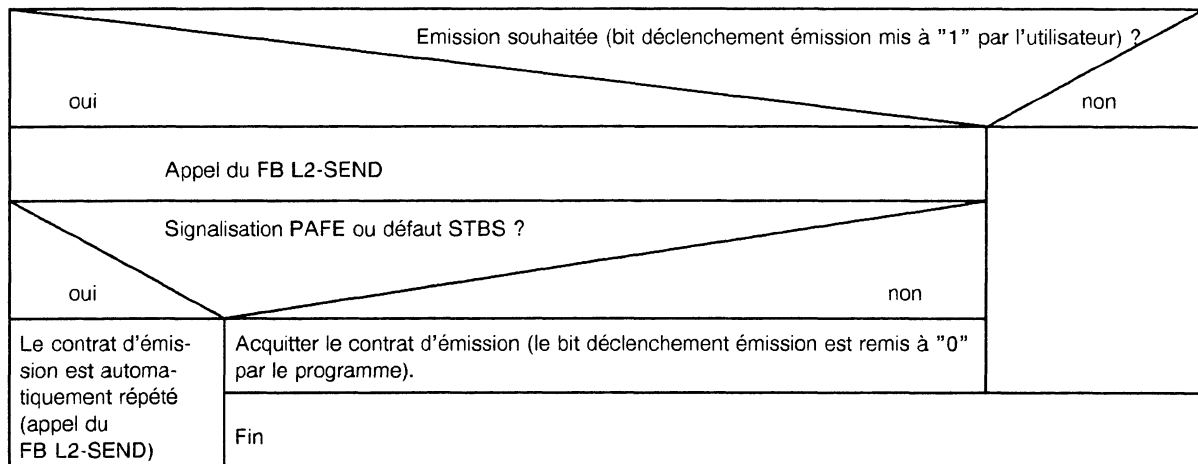 Emission souhaitée (bit déclenchement émission mis à "1" par l'utilisateur) ?
oui
non
Appel du FB L2-SEND
Signalisation PAFE ou défaut STBS ?
oui
non
Le contrat d'émis-
sion est automa-
tiquement répété
(appel du
FB L2-SEND)
Acquitter le contrat d'émission (le bit déclenchement émission est remis à "0"
par le programme).
Fin